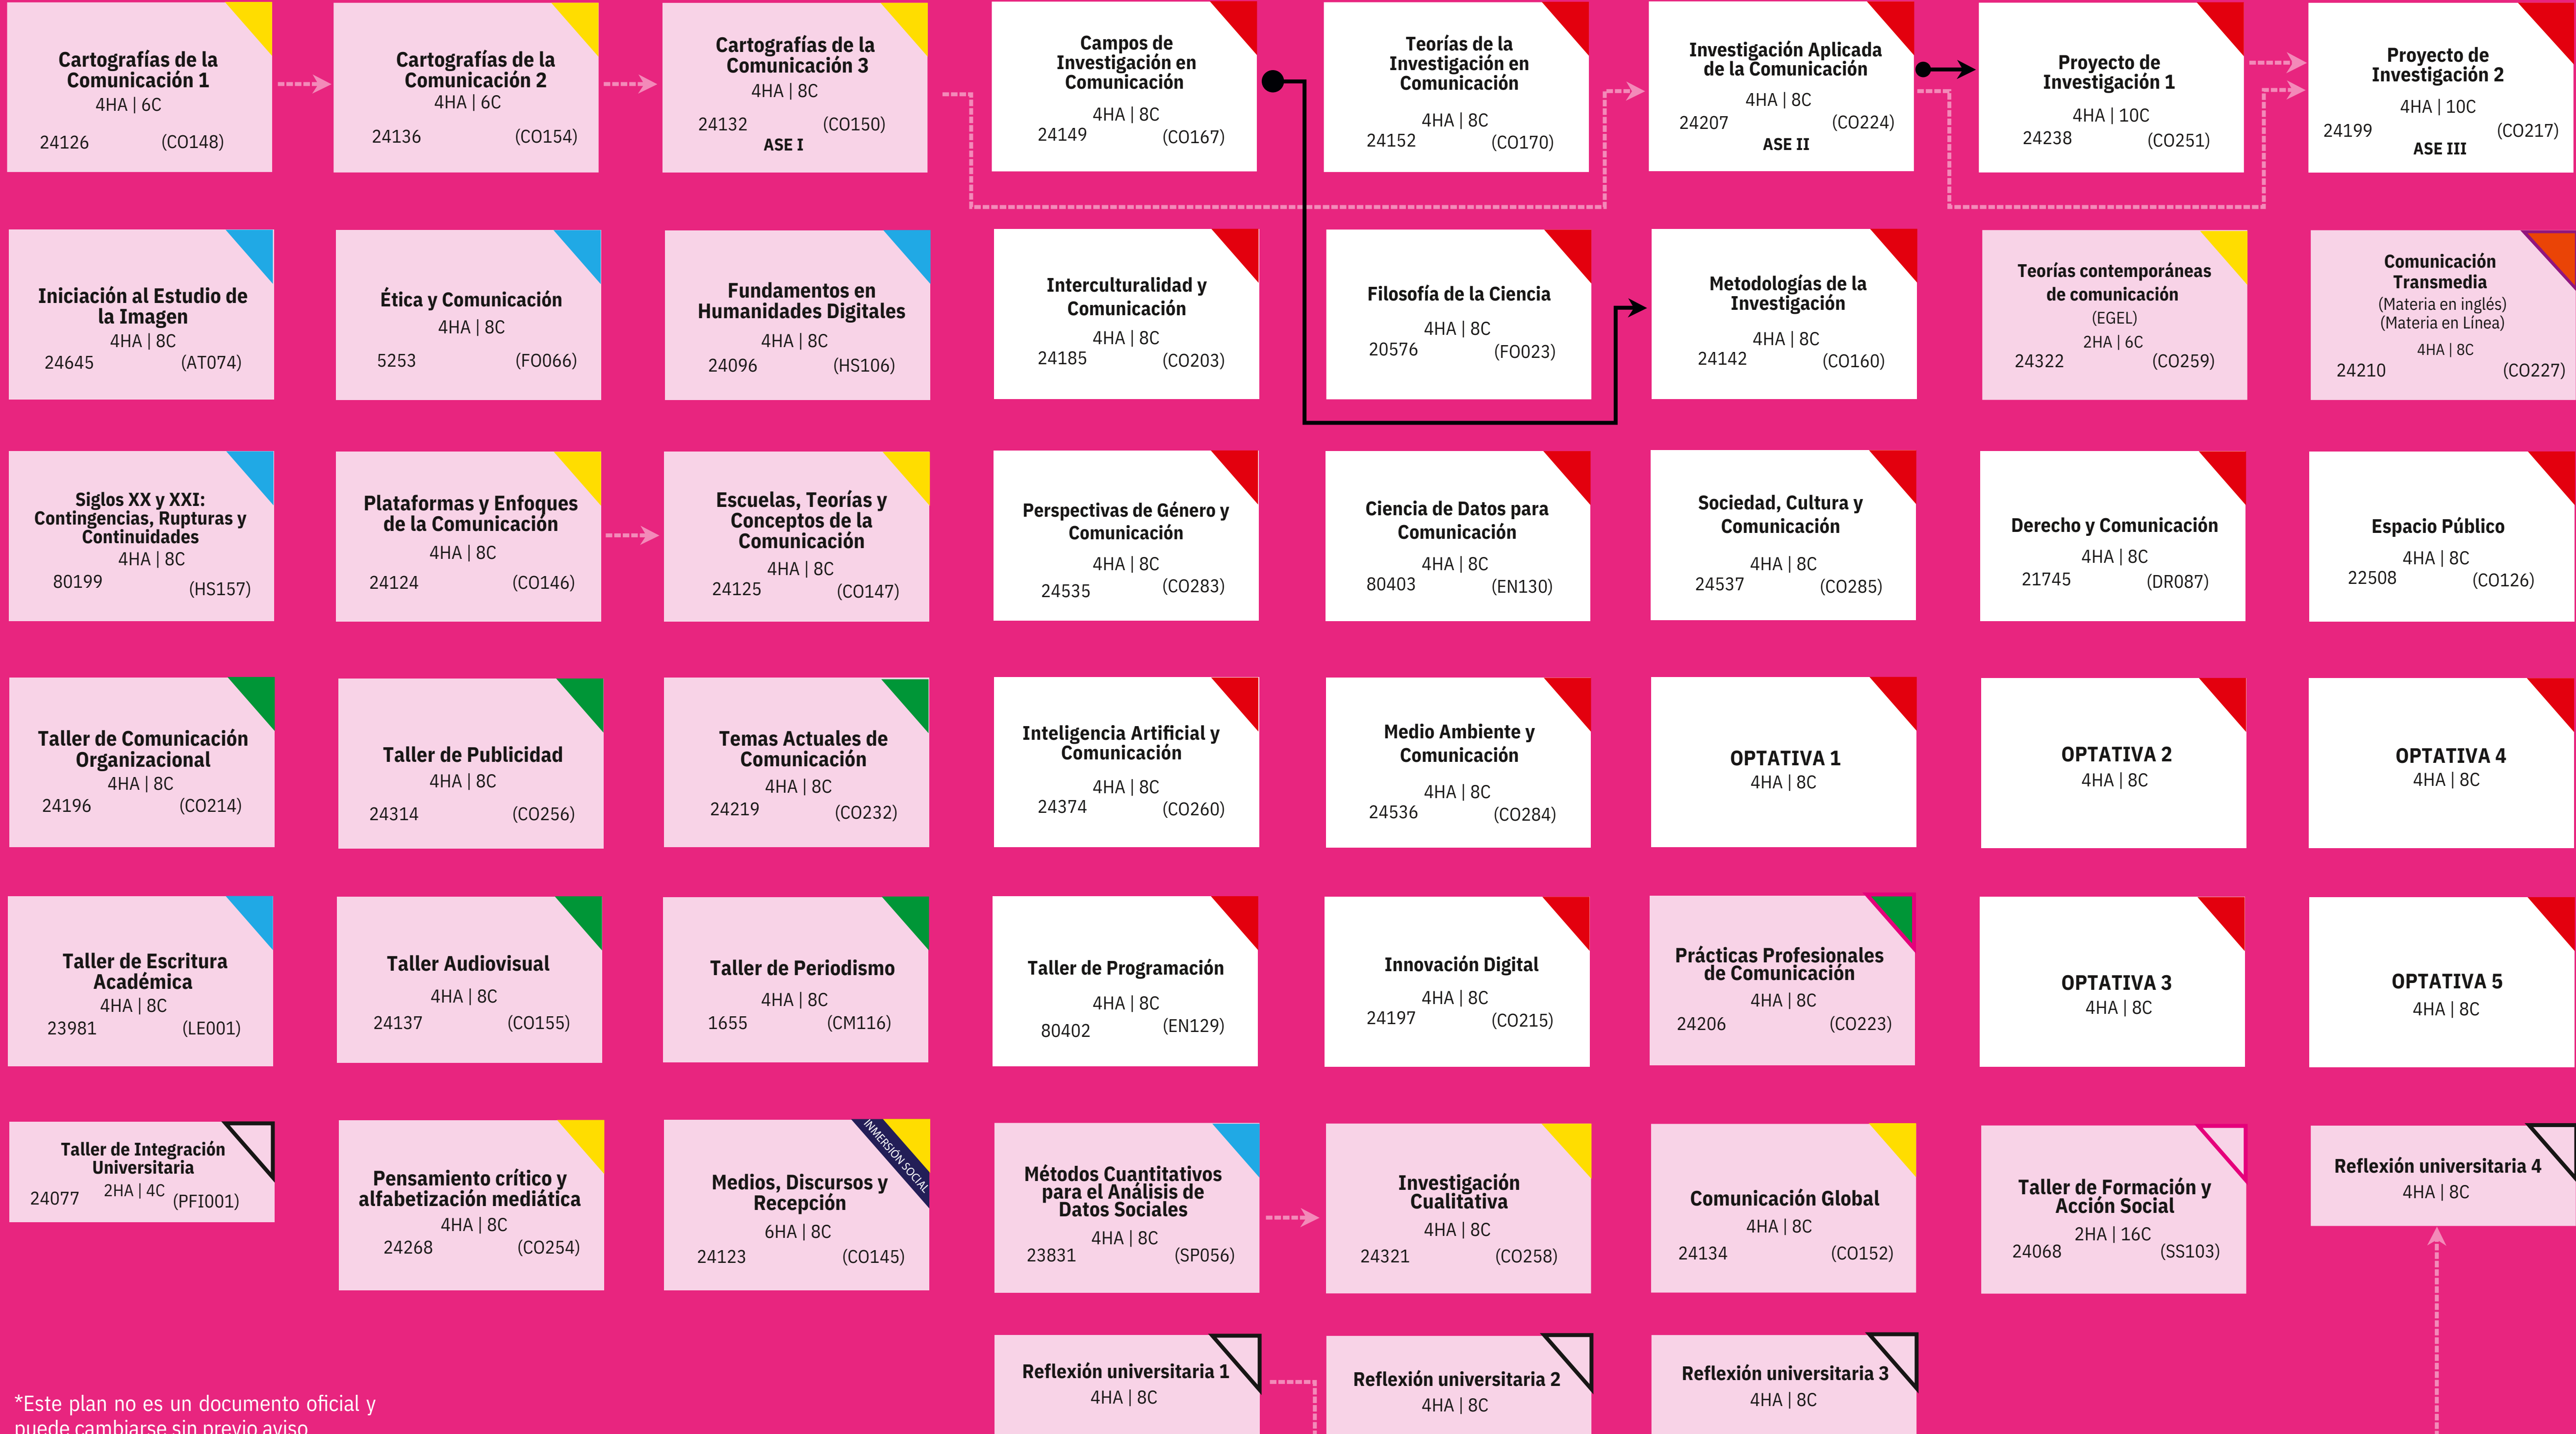 Cartografías de la
Comunicación 1
4HA | 6C
24126 (CO148)
Cartografías de la
Comunicación 2
4HA | 6C
24136 (CO154)
Cartografías de la
Comunicación 3
4HA | 8C
24132 (CO150)
ASE I
Campos de
Investigación en
Comunicación
4HA | 8C
24149 (CO167)
Teorías de la
Investigación en
Comunicación
4HA | 8C
24152 (CO170)
Investigación Aplicada
de la Comunicación
4HA | 8C
24207 (CO224)
ASE II
Proyecto de
Investigación 1
4HA | 10C
24238 (CO251)
Proyecto de
Investigación 2
4HA | 10C
24199 (CO217)
ASE III
Iniciación al Estudio de
la Imagen
4HA | 8C
24645 (AT074)
Ética y Comunicación
4HA | 8C
5253 (FO066)
Fundamentos en
Humanidades Digitales
4HA | 8C
24096 (HS106)
Interculturalidad y
Comunicación
4HA | 8C
24185 (CO203)
Filosofía de la Ciencia
4HA | 8C
20576 (FO023)
Metodologías de la
Investigación
4HA | 8C
24142 (CO160)
Teorías contemporáneas
de comunicación
(EGEL)
2HA | 6C
24322 (CO259)
Comunicación
Transmedia
(Materia en inglés)
(Materia en Línea)
4HA | 8C
24210 (CO227)
Siglos XX y XXI:
Contingencias, Rupturas y
Continuidades
4HA | 8C
80199 (HS157)
Plataformas y Enfoques
de la Comunicación
4HA | 8C
24124 (CO146)
Escuelas, Teorías y
Conceptos de la
Comunicación
4HA | 8C
24125 (CO147)
Perspectivas de Género y
Comunicación
4HA | 8C
24535 (CO283)
Ciencia de Datos para
Comunicación
4HA | 8C
80403 (EN130)
Sociedad, Cultura y
Comunicación
4HA | 8C
24537 (CO285)
Derecho y Comunicación
4HA | 8C
21745 (DR087)
Espacio Público
4HA | 8C
22508 (CO126)
Taller de Comunicación
Organizacional
4HA | 8C
24196 (CO214)
Taller de Publicidad
4HA | 8C
24314 (CO256)
Temas Actuales de
Comunicación
4HA | 8C
24219 (CO232)
Inteligencia Artificial y
Comunicación
4HA | 8C
24374 (CO260)
Medio Ambiente y
Comunicación
4HA | 8C
24536 (CO284)
OPTATIVA 1
4HA | 8C
OPTATIVA 2
4HA | 8C
OPTATIVA 4
4HA | 8C
Taller de Escritura
Académica
4HA | 8C
23981 (LE001)
Taller Audiovisual
4HA | 8C
24137 (CO155)
Taller de Periodismo
4HA | 8C
1655 (CM116)
Taller de Programación
4HA | 8C
80402 (EN129)
Innovación Digital
4HA | 8C
24197 (CO215)
Prácticas Profesionales
de Comunicación
4HA | 8C
24206 (CO223)
OPTATIVA 3
4HA | 8C
OPTATIVA 5
4HA | 8C
Taller de Integración
Universitaria
2HA | 4C
24077 (PFI001)
Pensamiento crítico y
alfabetización mediática
4HA | 8C
24268 (CO254)
INMERSIÓN SOCIAL
Medios, Discursos y
Recepción
6HA | 8C
24123 (CO145)
Métodos Cuantitativos
para el Análisis de
Datos Sociales
4HA | 8C
23831 (SP056)
Investigación
Cualitativa
4HA | 8C
24321 (CO258)
Comunicación Global
4HA | 8C
24134 (CO152)
Taller de Formación y
Acción Social
2HA | 16C
24068 (SS103)
Reflexión universitaria 4
4HA | 8C
Reflexión universitaria 1
4HA | 8C
Reflexión universitaria 2
4HA | 8C
Reflexión universitaria 3
4HA | 8C
*Este plan no es un documento oficial y
puede cambiarse sin previo aviso